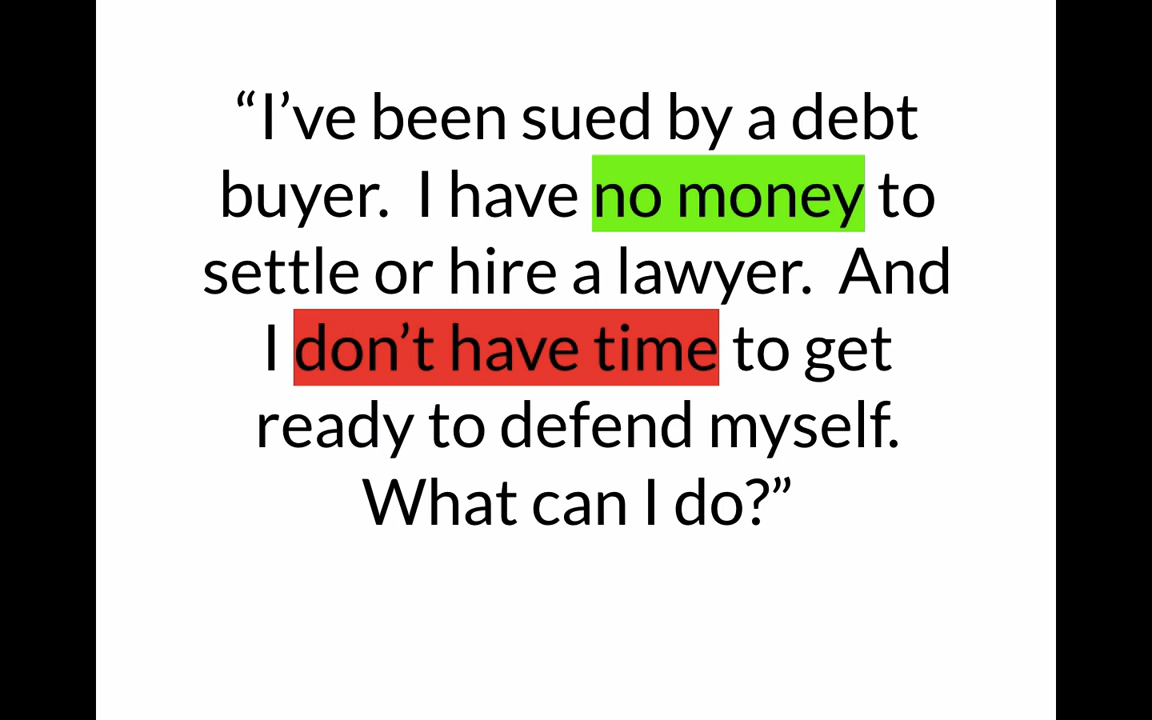 “I’ve been sued by a debt
buyer.  I have no money to
settle or hire a lawyer.  And
I don’t have time to get
ready to defend myself.
What can I do?”